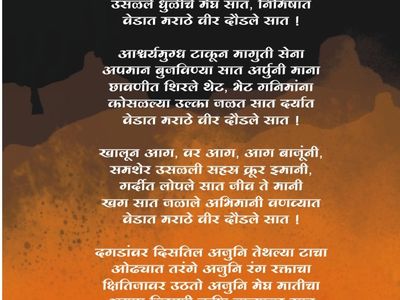 उसळले धुळीचे मेघ सात, निमिषात
वेडात मराठे वीर दौडले सात !
आश्चर्यमुग्ध टाकून मागुती सेना
अपमान बुजविण्या सात अर्पुनी माना
छावणीत शिरले थेट, भेट गनिमांना
कोसळल्या उल्का जळत सात दर्यात
वेडात मराठे वीर दौडले सात !
खालून आग, वर आग, आग बाजूंनी,
समशेर उसळली सहस्र क्रूर इमानी,
गर्दीत लोपले सात जीव ते मानी
खग सात जळाले अभिमानी वणव्यात
वेडात मराठे वीर दौडले सात !
दगडांवर दिसतिल अजुनि तेथल्या टाचा
ओढ्यात तरंगे अजुनि रंग रक्ताचा
क्षितिजावर उठतो अजुनि मेघ मातीचा